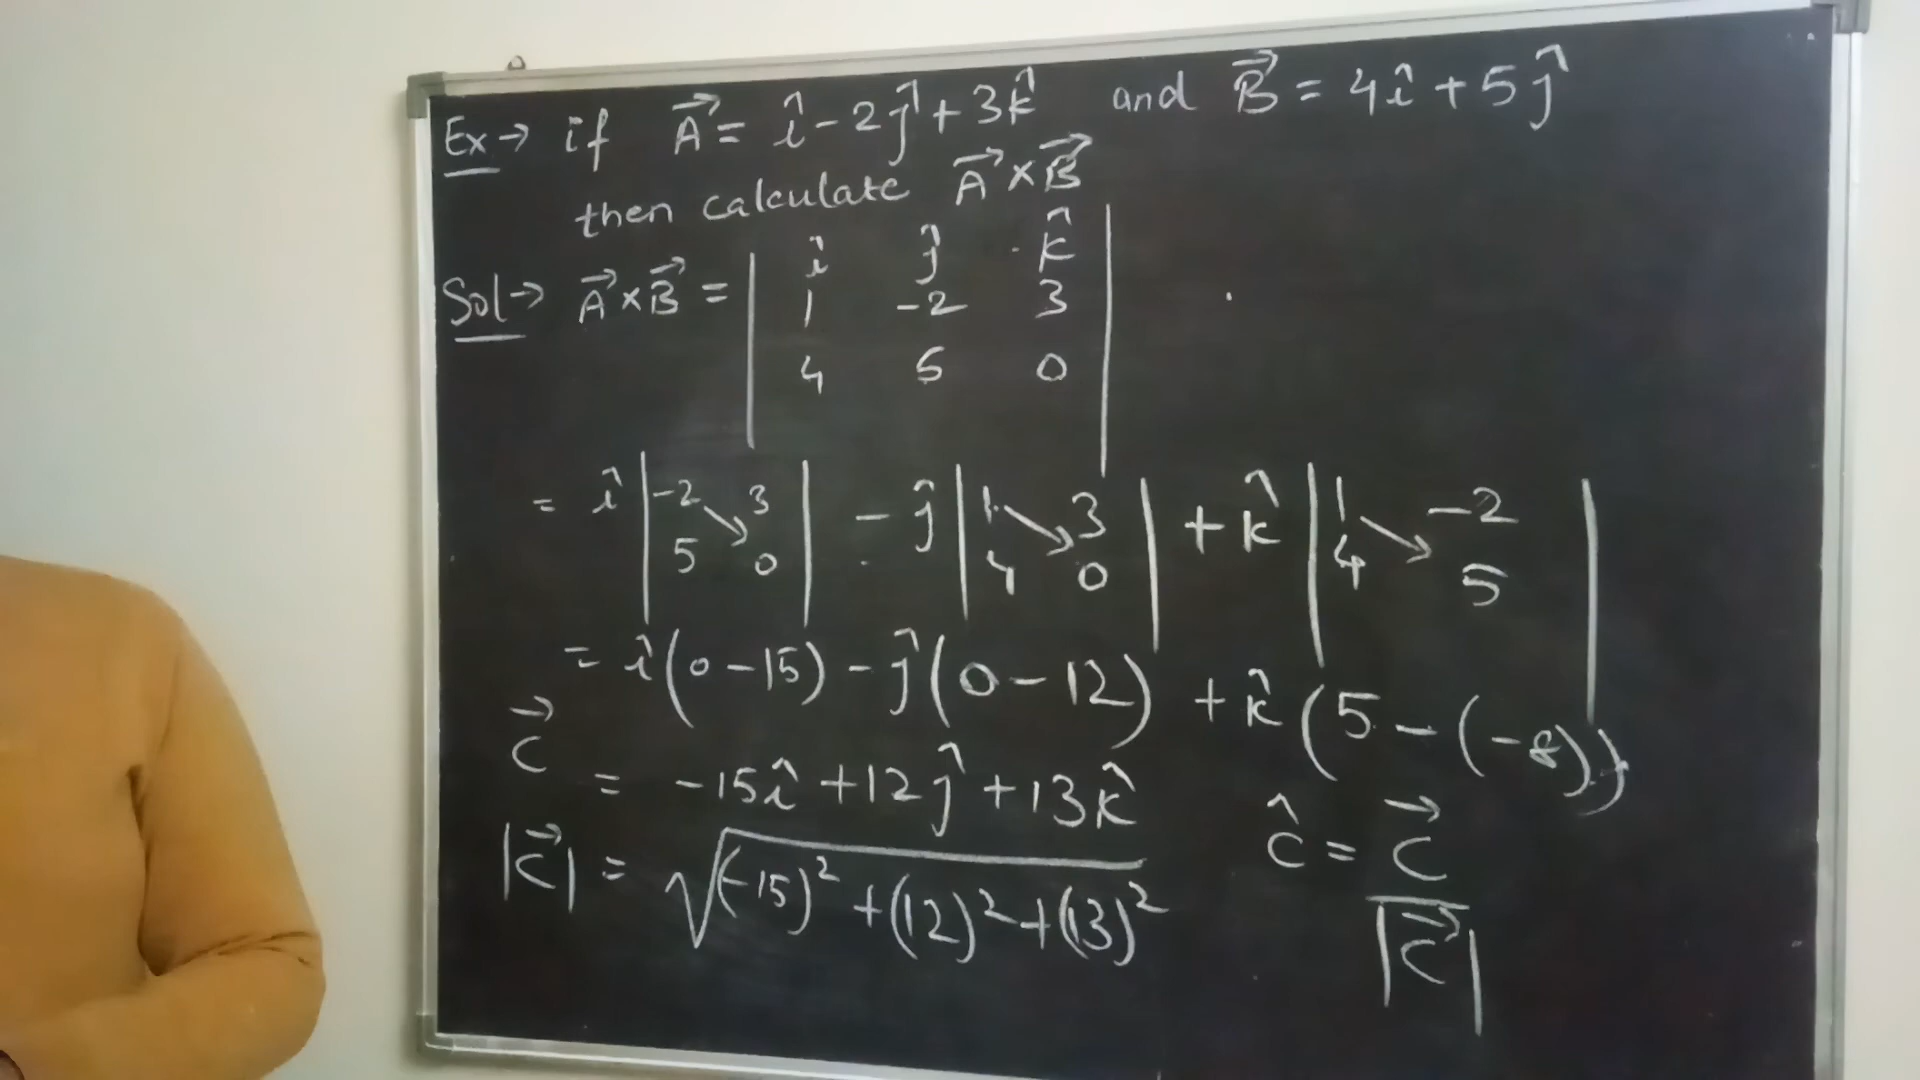 Ex → if A⃗ = î - 2ĵ + 3k̂ and B⃗ = 4î + 5ĵ
then calculate A⃗ × B⃗
Sol → A⃗ × B⃗ = | î ĵ k̂ |
| 1 -2 3 |
| 4 5 0 |
= î | -2 3 | - ĵ | 1 3 | + k̂ | 1 -2 |
| 5 0 | | 4 0 | | 4 5 |
= î (0 - 15) - ĵ (0 - 12) + k̂ (5 - (-8))
C⃗ = -15î + 12ĵ + 13k̂
|C⃗| = √((-15)² + (12)² + (13)²)
ĉ = C⃗ / |C⃗|